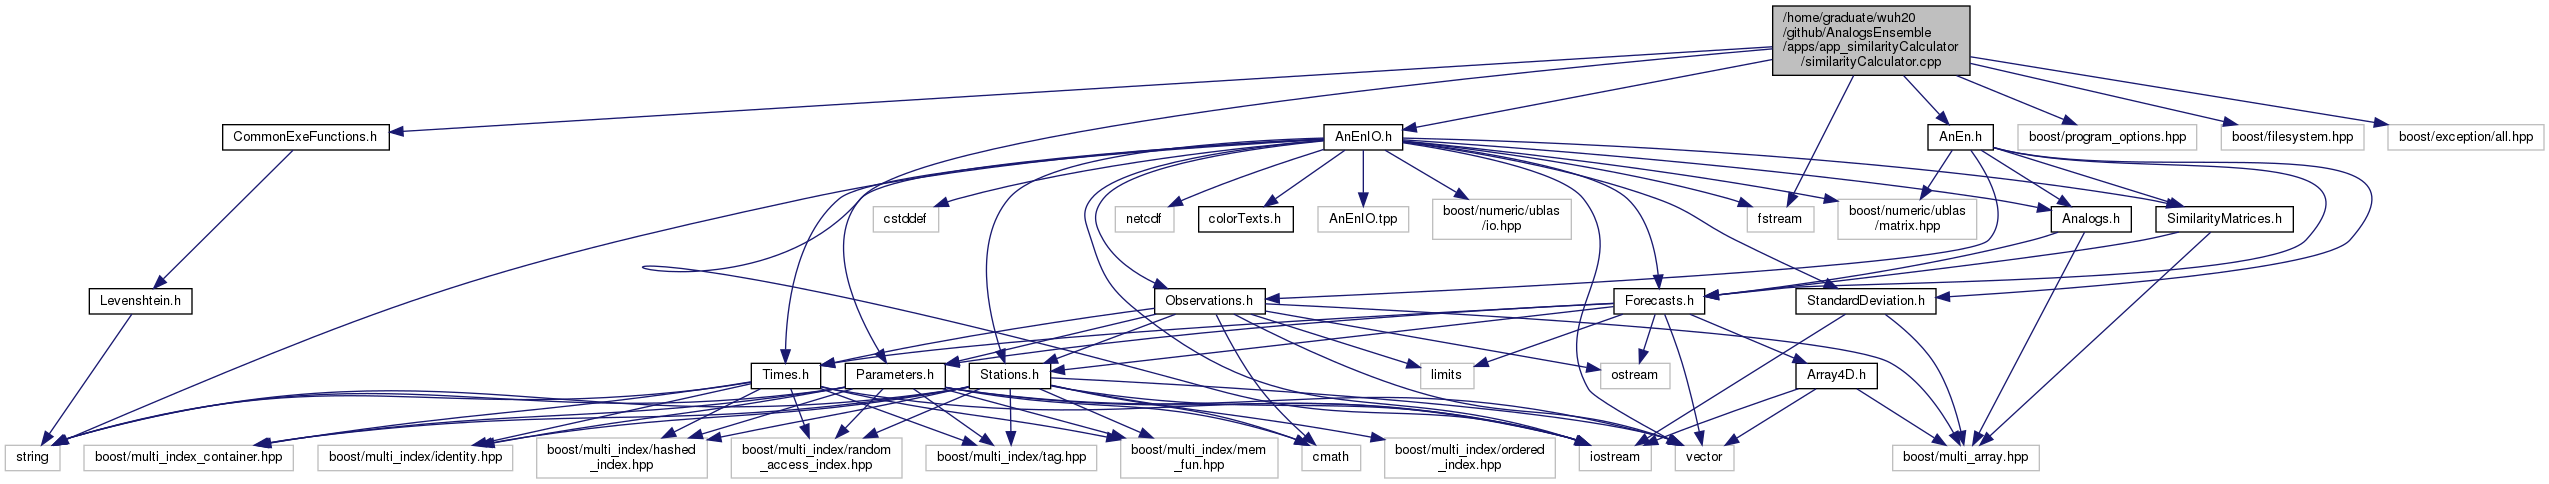 /home/graduate/wuh20
/github/AnalogsEnsemble
/apps/app_similarityCalculator
/similarityCalculator.cpp
CommonExeFunctions.h
AnEnIO.h
AnEn.h
boost/program_options.hpp
boost/filesystem.hpp
boost/exception/all.hpp
cstddef
netcdf
colorTexts.h
AnEnIO.tpp
boost/numeric/ublas
/io.hpp
fstream
boost/numeric/ublas
/matrix.hpp
Analogs.h
SimilarityMatrices.h
Levenshtein.h
Observations.h
Forecasts.h
StandardDeviation.h
Times.h
Parameters.h
Stations.h
limits
ostream
Array4D.h
string
boost/multi_index_container.hpp
boost/multi_index/identity.hpp
boost/multi_index/hashed
_index.hpp
boost/multi_index/random
_access_index.hpp
boost/multi_index/tag.hpp
boost/multi_index/mem
_fun.hpp
cmath
boost/multi_index/ordered
_index.hpp
iostream
vector
boost/multi_array.hpp